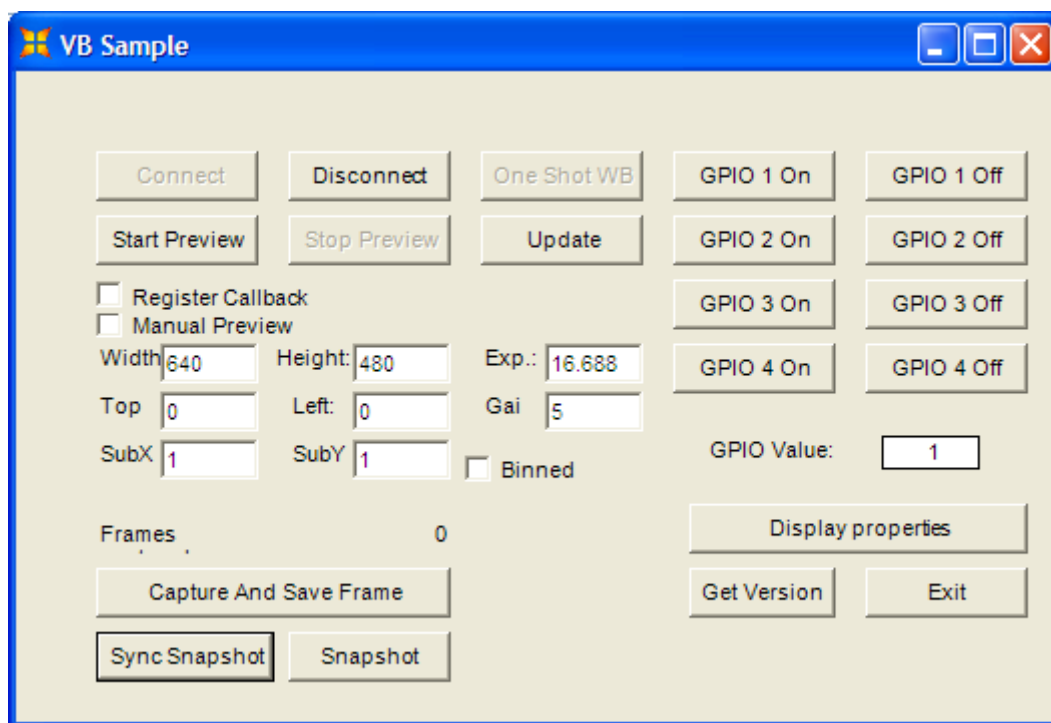 VB Sample
Connect Disconnect One Shot WB GPIO 1 On GPIO 1 Off
Start Preview Stop Preview Update GPIO 2 On GPIO 2 Off
Register Callback GPIO 3 On GPIO 3 Off
Manual Preview
Width 640 Height: 480 Exp.: 16.688 GPIO 4 On GPIO 4 Off
Top 0 Left: 0 Gai 5
SubX 1 SubY 1 Binned GPIO Value: 1
Frames 0 Display properties
Capture And Save Frame Get Version Exit
Sync Snapshot Snapshot